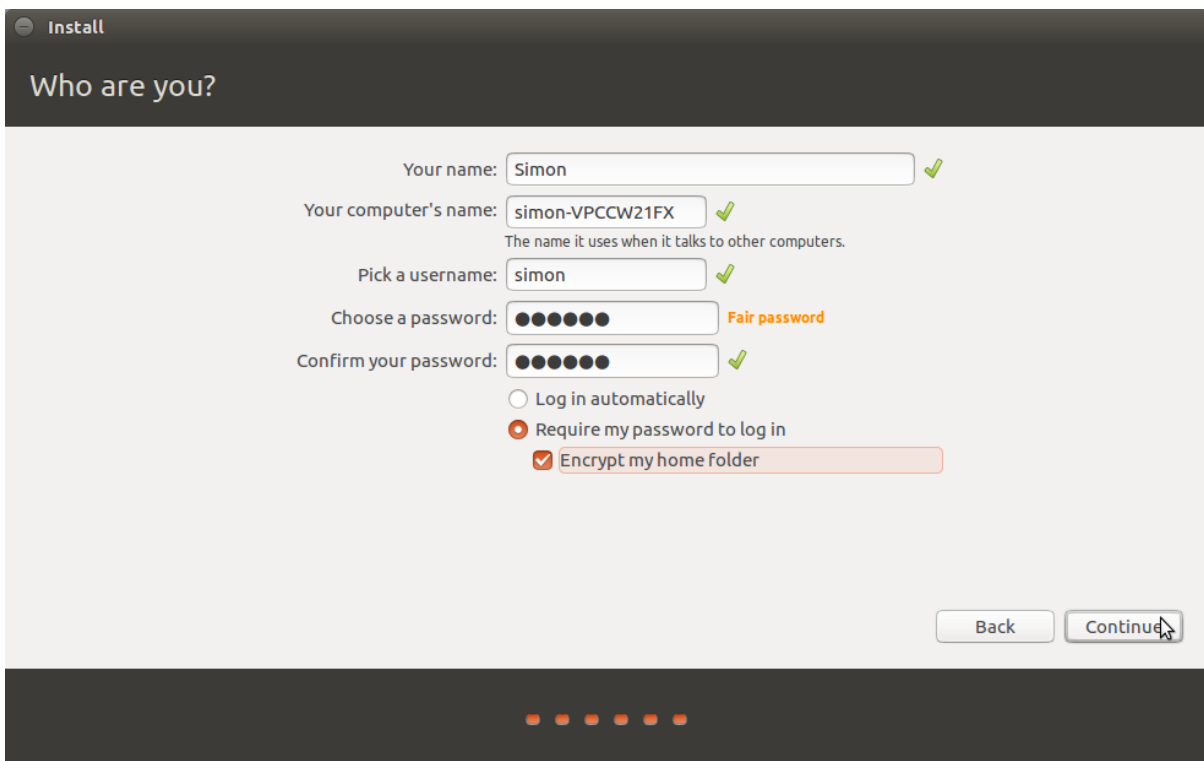 Install
Who are you?
Your name: Simon
Your computer's name: simon-VPCCW21FX
The name it uses when it talks to other computers.
Pick a username: simon
Choose a password: ●●●●●● Fair password
Confirm your password: ●●●●●●
Log in automatically
Require my password to log in
Encrypt my home folder
Back Continue